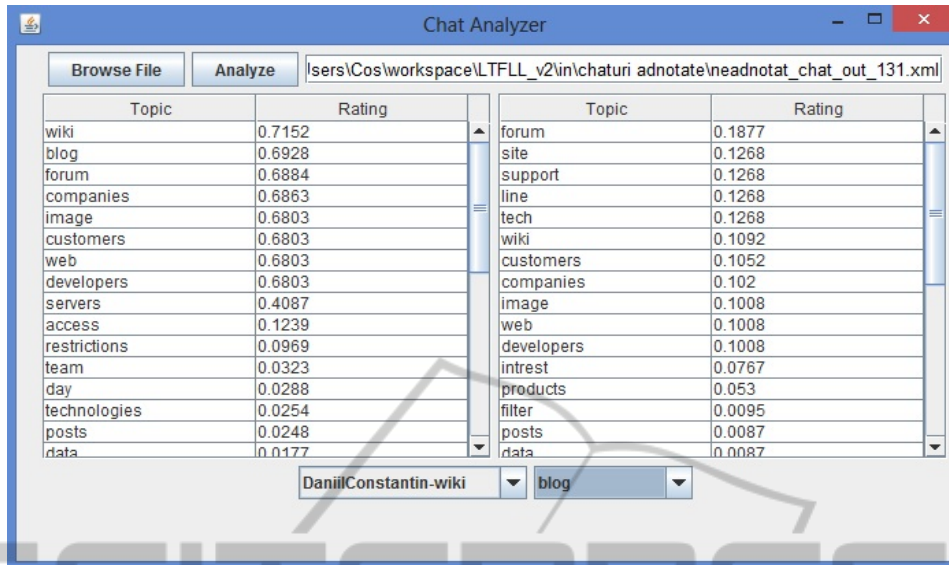 Chat Analyzer
Browse File Analyze Isers\Cos\workspace\LTFLL_v2\in\chaturi adnotate\neadnotat_chat_out_131.xml
Topic Rating Topic Rating
wiki 0.7152 forum 0.1877
blog 0.6928 site 0.1268
forum 0.6884 support 0.1268
companies 0.6863 line 0.1268
image 0.6803 tech 0.1268
customers 0.6803 wiki 0.1092
web 0.6803 customers 0.1052
developers 0.6803 companies 0.102
servers 0.4087 image 0.1008
access 0.1239 web 0.1008
restrictions 0.0969 developers 0.1008
team 0.0323 intrest 0.0767
day 0.0288 products 0.053
technologies 0.0254 filter 0.0095
posts 0.0248 posts 0.0087
data 0.0177 data 0.0087
DaniilConstantin-wiki blog